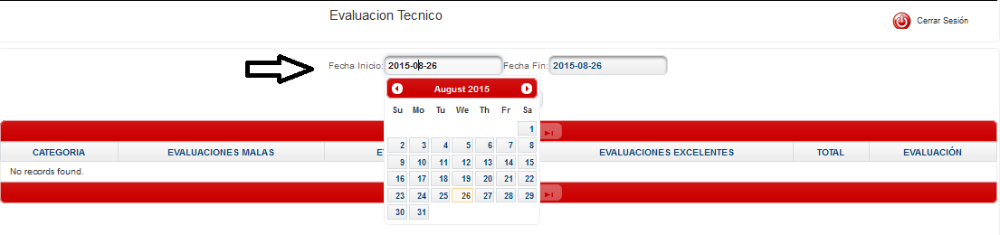 Evaluacion Tecnico
Cerrar Sesión
Fecha Inicio: 2015-08-26 Fecha Fin: 2015-08-26
August 2015
Su Mo Tu We Th Fr Sa
1
2 3 4 5 6 7 8
9 10 11 12 13 14 15
16 17 18 19 20 21 22
23 24 25 26 27 28 29
30 31
CATEGORIA EVALUACIONES MALAS EVALUACIONES EXCELENTES TOTAL EVALUACIÓN
No records found.